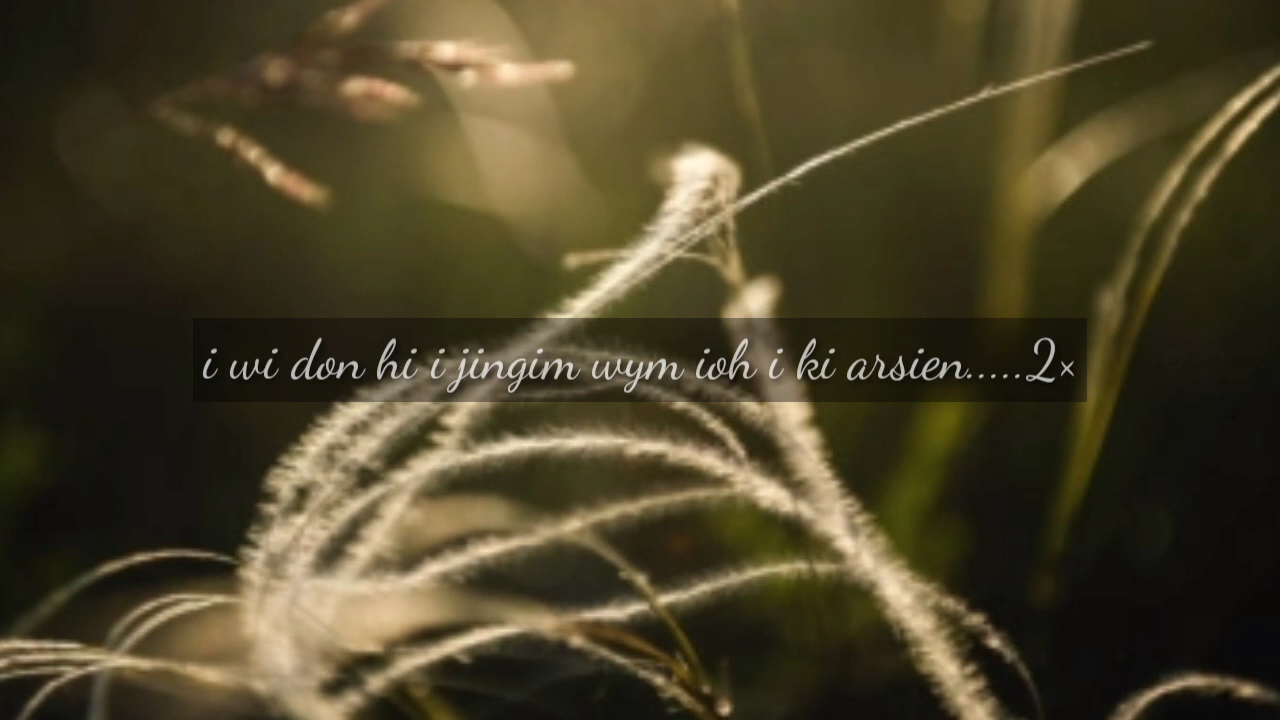 i wi don hi i jingim wym ioh i ki arsien.....2×